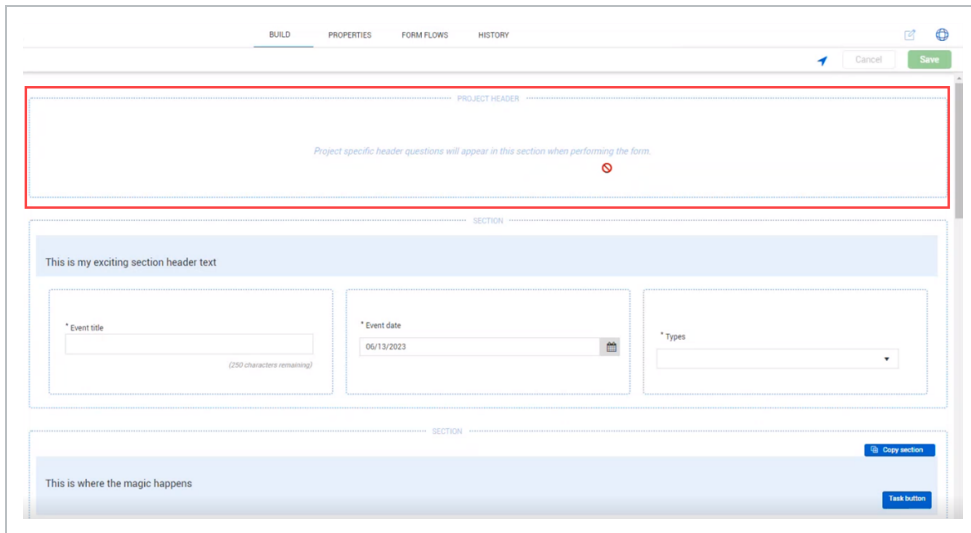 BUILD PROPERTIES FORM FLOWS HISTORY
Cancel Save
PROJECT HEADER
Project specific header questions will appear in this section when performing the form.
SECTION
This is my exciting section header text
* Event title
(250 characters remaining)
* Event date
06/13/2023
* Types
SECTION
Copy section
This is where the magic happens
Task button